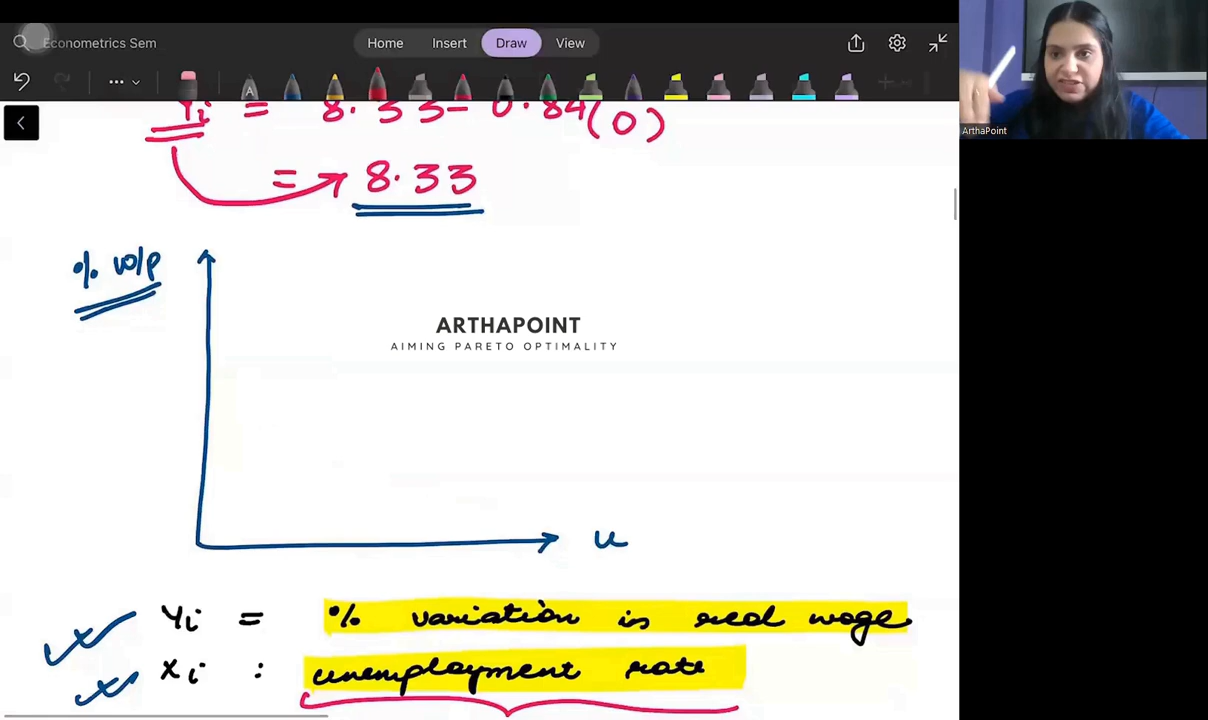 Econometrics Sem
Home Insert Draw View
A
ArthaPoint
Yi = 8.33 - 0.84(0)
= 8.33
% w/p
ARTHAPOINT
AIMING PARETO OPTIMALITY
u
Yi = % variation in real wage
Xi : unemployment rate